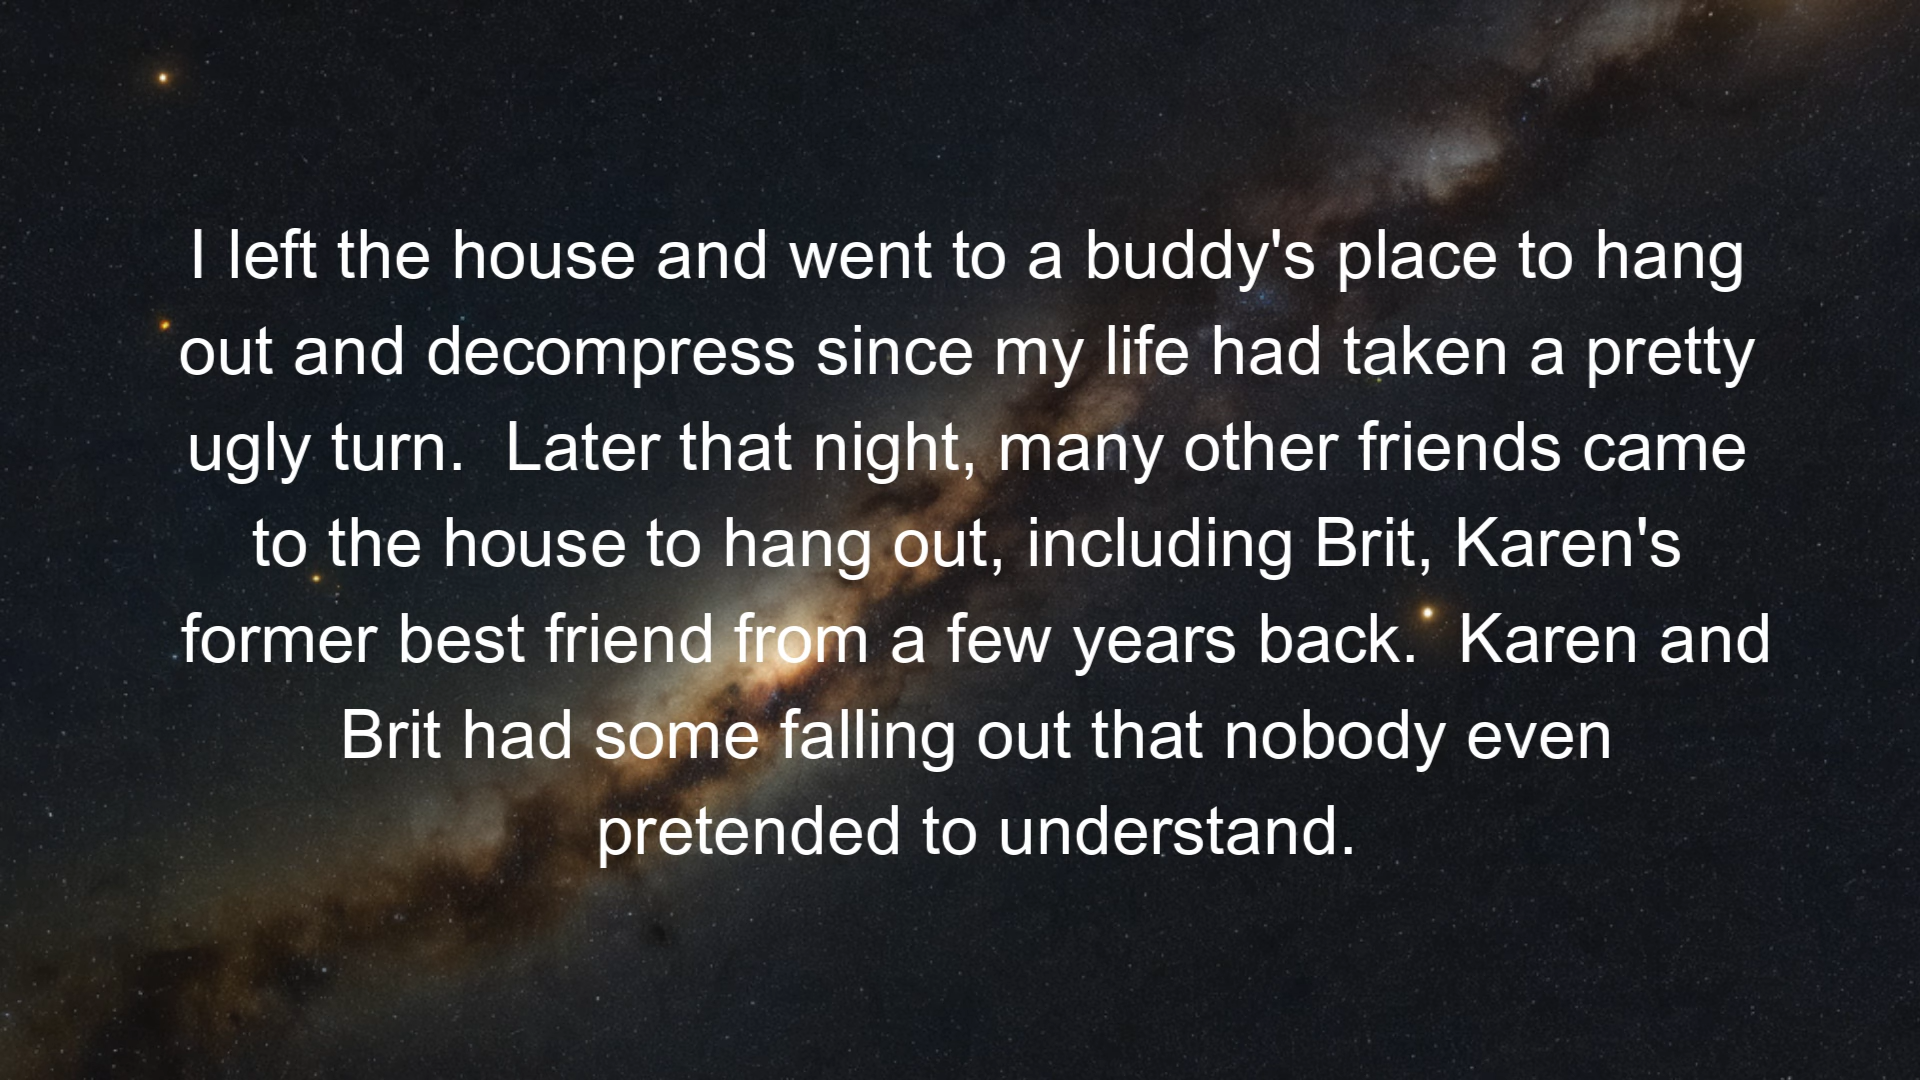 I left the house and went to a buddy's place to hang
out and decompress since my life had taken a pretty
ugly turn.  Later that night, many other friends came
to the house to hang out, including Brit, Karen's
former best friend from a few years back.  Karen and
Brit had some falling out that nobody even
pretended to understand.